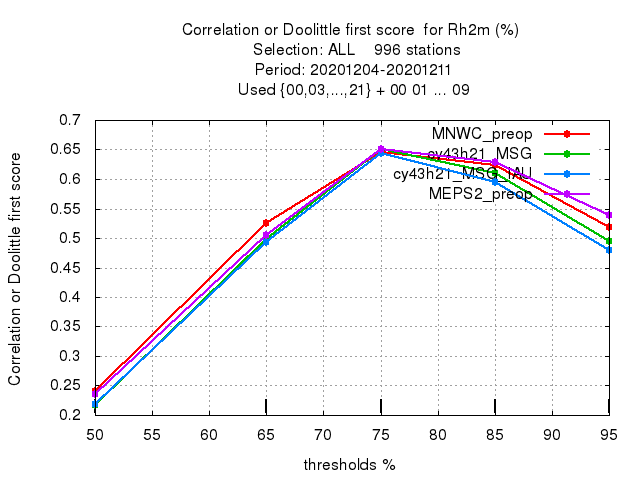 Correlation or Doolittle first score  for Rh2m (%)
Selection: ALL    996 stations
Period: 20201204-20201211
Used {00,03,...,21} + 00 01 ... 09
Correlation or Doolittle first score
0.7
0.65
0.6
0.55
0.5
0.45
0.4
0.35
0.3
0.25
0.2
MNWC_preop
cy43h21_MSG
cy43h21_MSG_IAU
MEPS2_preop
50 55 60 65 70 75 80 85 90 95
thresholds %